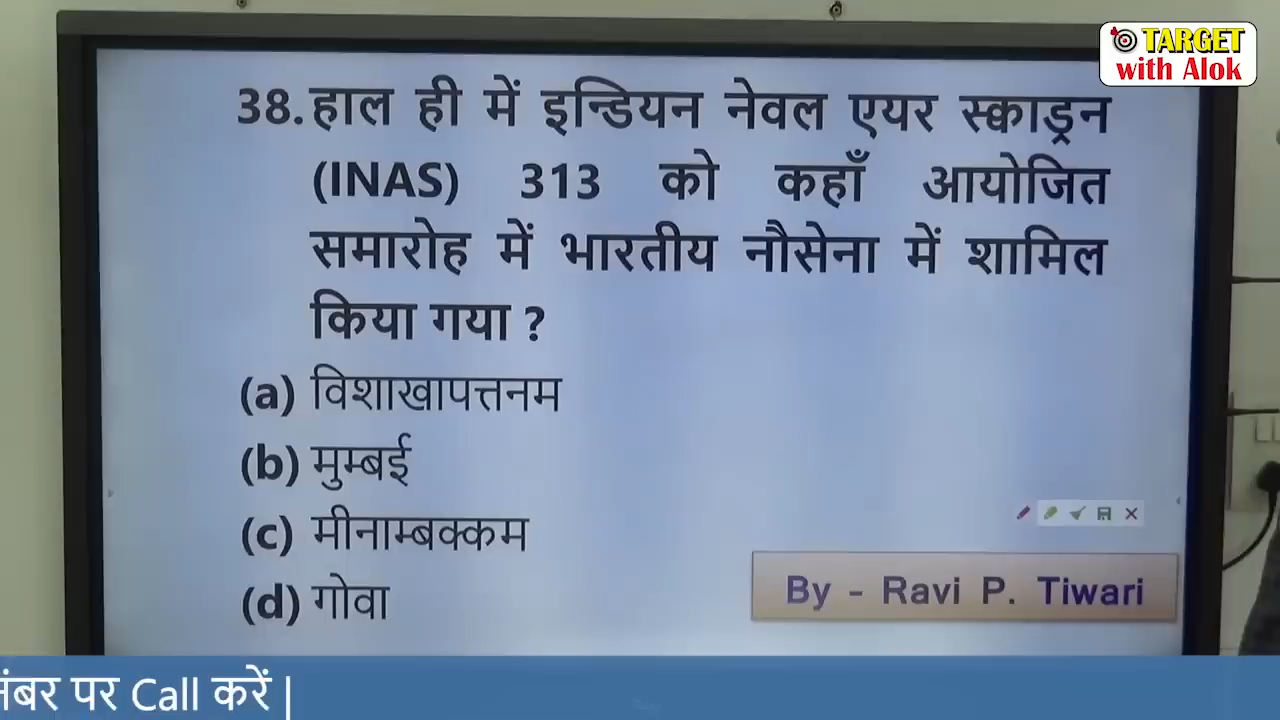 TARGET
with Alok
38. हाल ही में इन्डियन नेवल एयर स्क्वाड्रन
(INAS) 313 को कहाँ आयोजित
समारोह में भारतीय नौसेना में शामिल
किया गया ?
(a) विशाखापत्तनम
(b) मुम्बई
(c) मीनाम्बक्कम
(d) गोवा
By - Ravi P. Tiwari
पर Call करें |